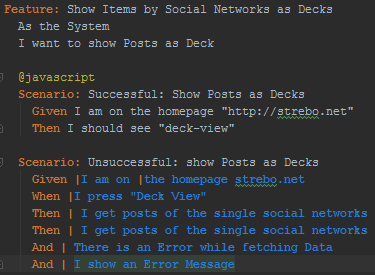 Feature: Show Items by Social Networks as Decks
As the System
I want to show Posts as Deck
@javascript
Scenario: Successful: Show Posts as Decks
Given I am on the homepage "http://strebo.net"
Then I should see "deck-view"
Scenario: Unsuccessful: show Posts as Decks
Given |I am on |the homepage strebo.net
When |I press "Deck View"
Then | I get posts of the single social networks
Then | I get posts of the single social networks
And | There is an Error while fetching Data
And | I show an Error Message